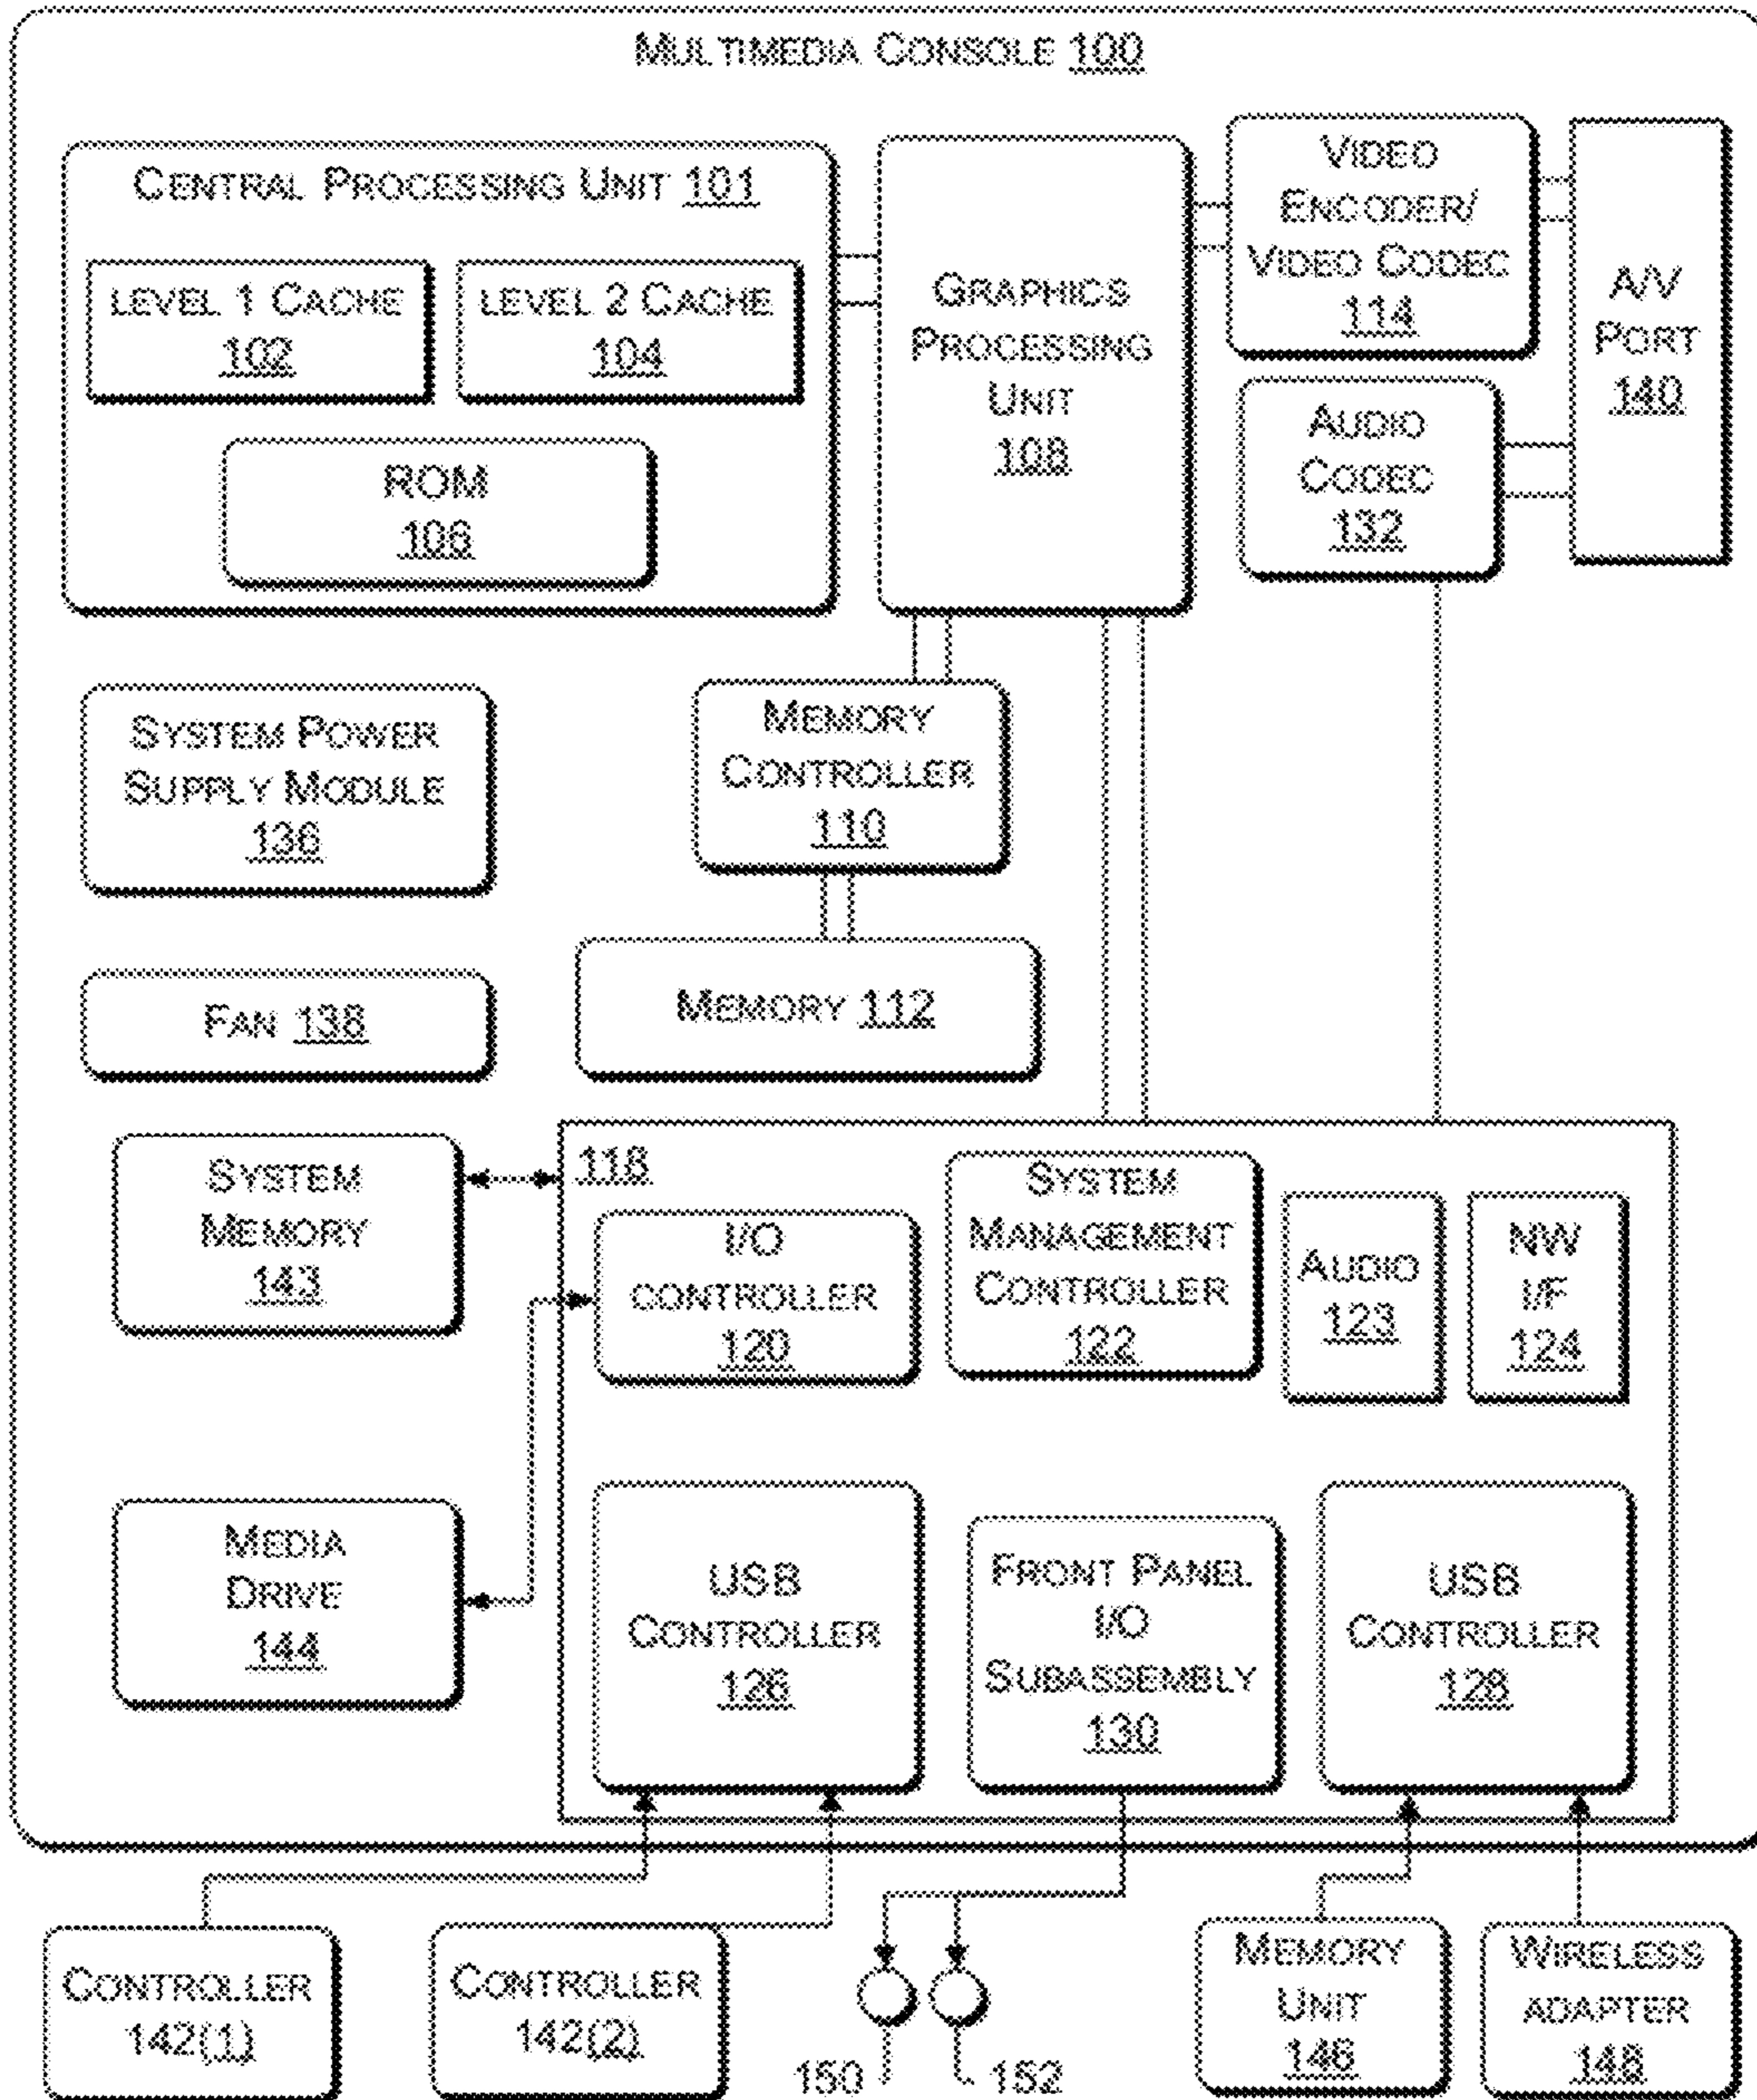 MULTIMEDIA CONSOLE 100
CENTRAL PROCESSING UNIT 101
LEVEL 1 CACHE
102
LEVEL 2 CACHE
104
ROM
106
GRAPHICS
PROCESSING
UNIT
108
VIDEO
ENCODER/
VIDEO CODEC
114
A/V
PORT
140
AUDIO
CODEC
132
SYSTEM POWER
SUPPLY MODULE
136
MEMORY
CONTROLLER
110
FAN 138
MEMORY 112
SYSTEM
MEMORY
143
118
I/O
CONTROLLER
120
SYSTEM
MANAGEMENT
CONTROLLER
122
AUDIO
123
NW
I/F
124
MEDIA
DRIVE
144
USB
CONTROLLER
126
FRONT PANEL
I/O
SUBASSEMBLY
130
USB
CONTROLLER
128
CONTROLLER
142(1)
CONTROLLER
142(2)
150
152
MEMORY
UNIT
146
WIRELESS
ADAPTER
148